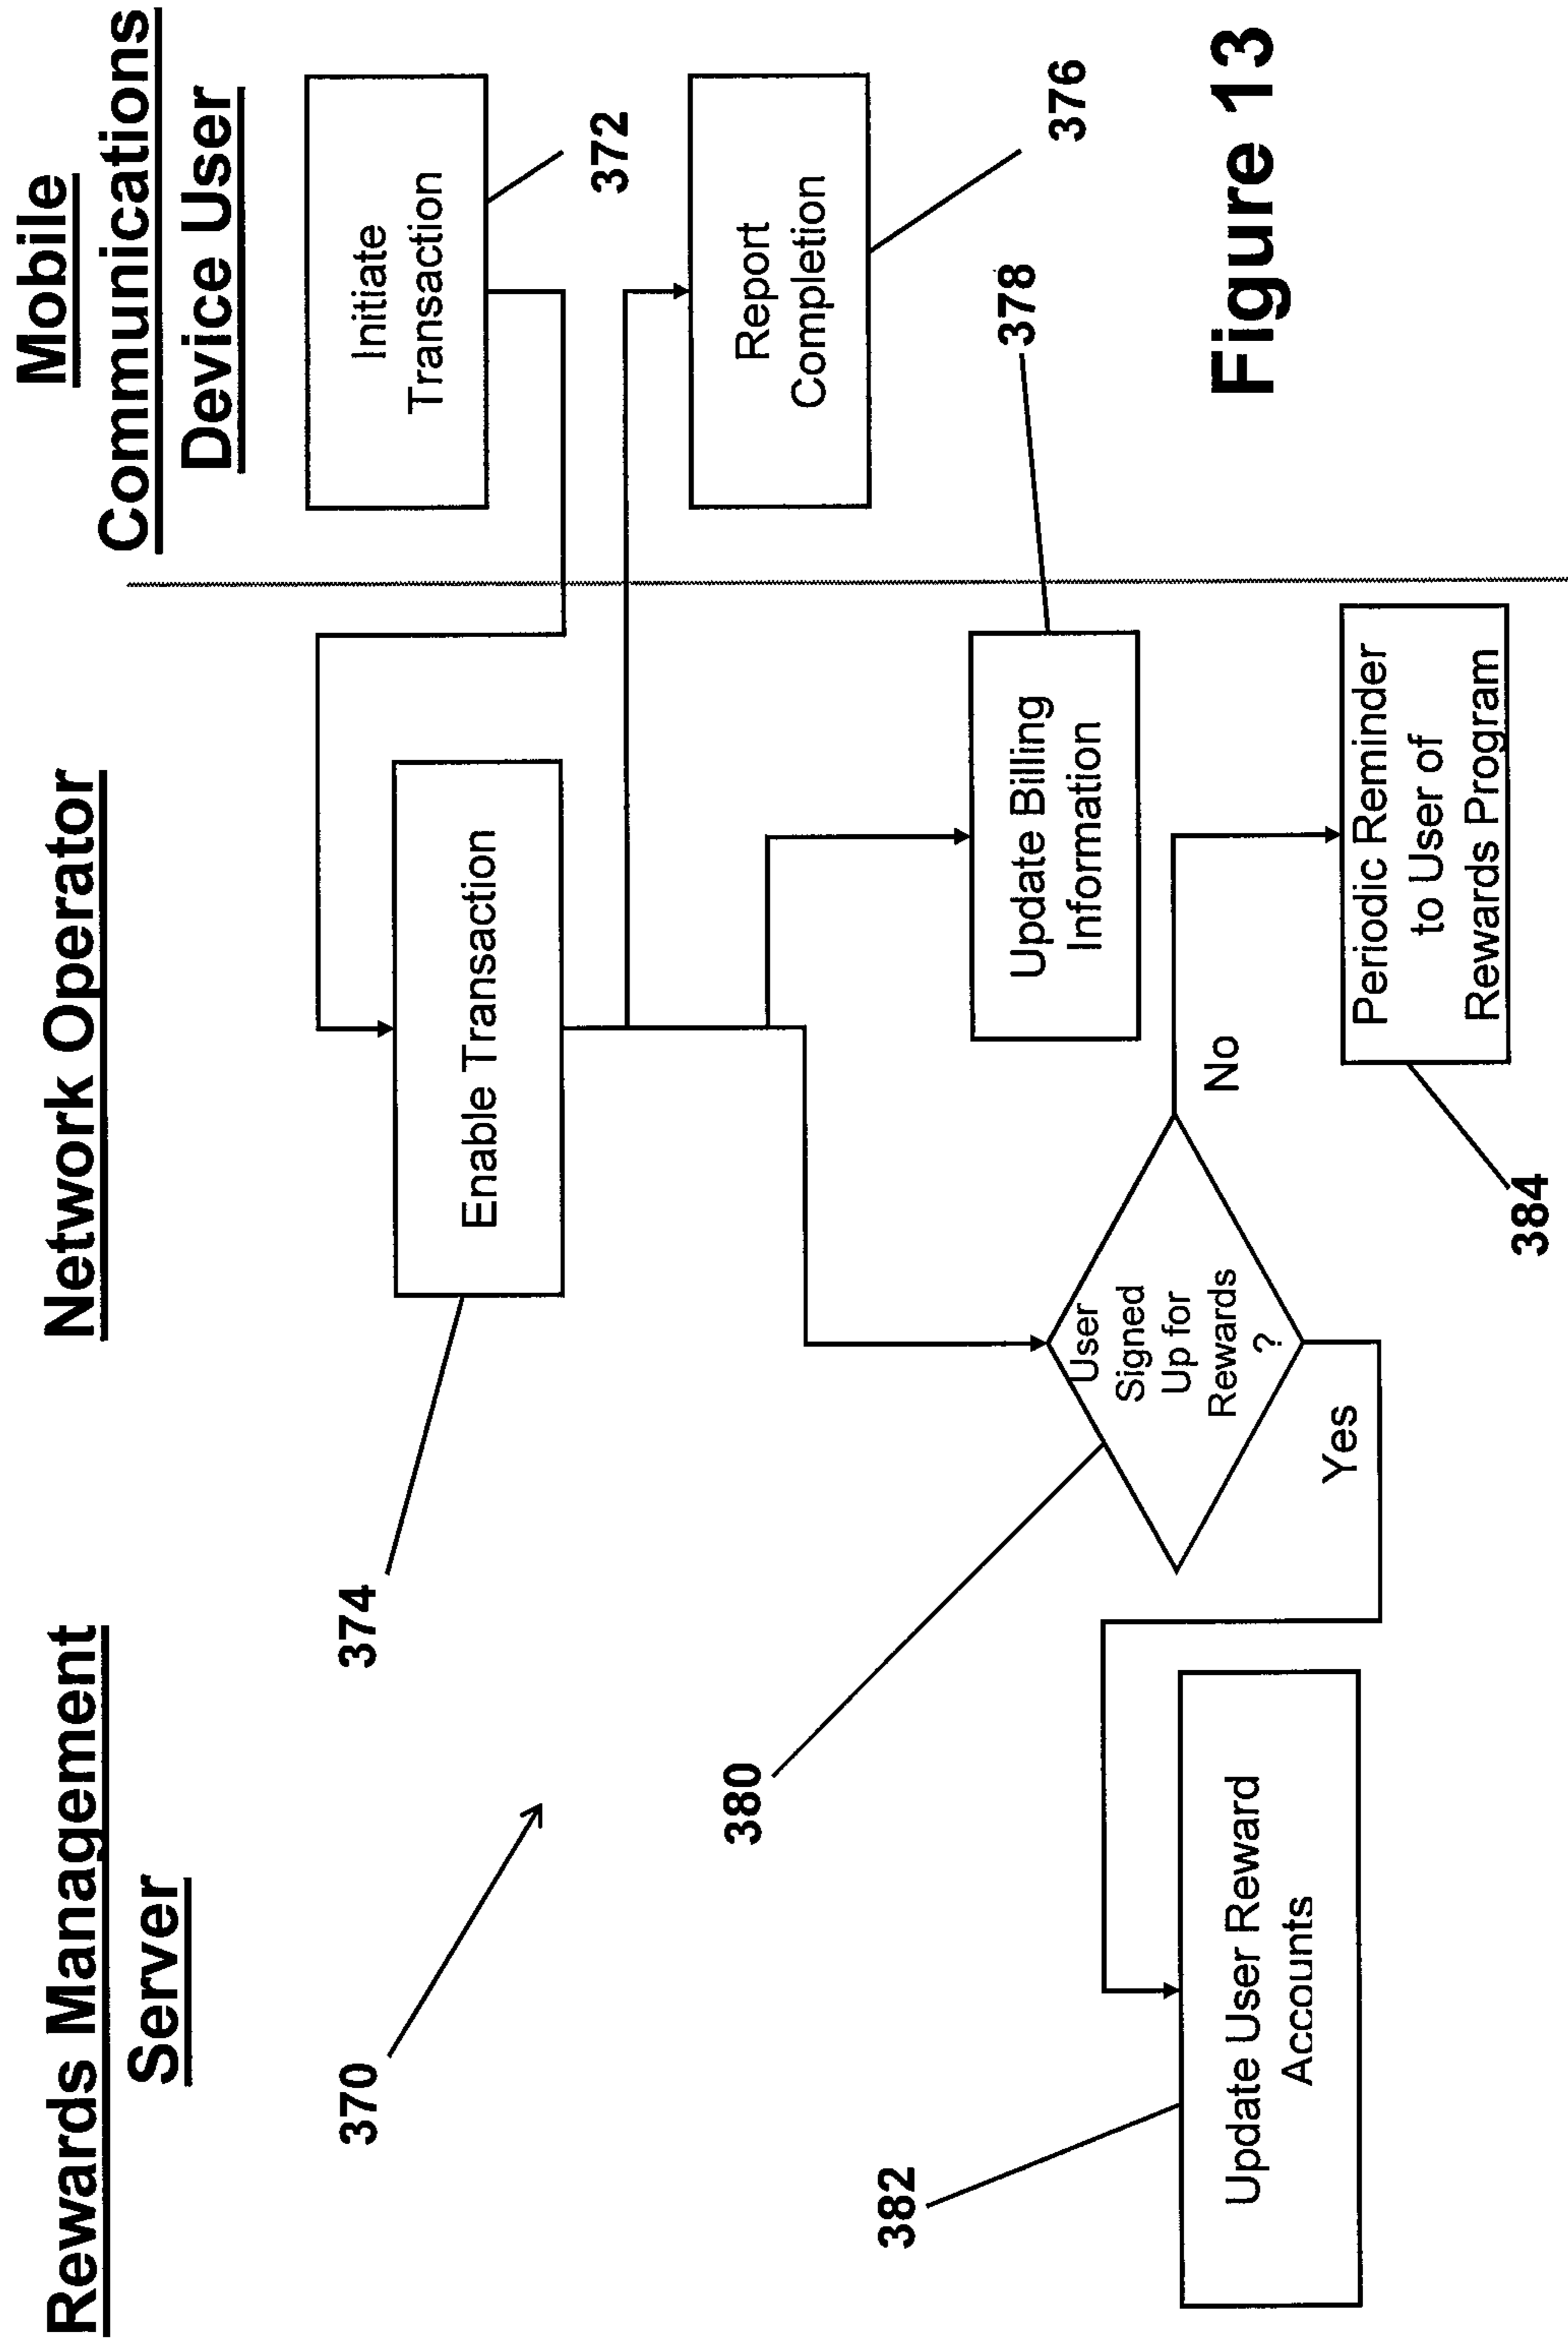 Rewards Management
Server
Network Operator
Mobile
Communications
Device User
Initiate
Transaction
372
374
Enable Transaction
370
Report
Completion
376
380
378
Update Billing
Information
User
Signed
Up for
Rewards
?
No
Yes
382
Update User Reward
Accounts
Periodic Reminder
to User of
Rewards Program
384
Figure 13